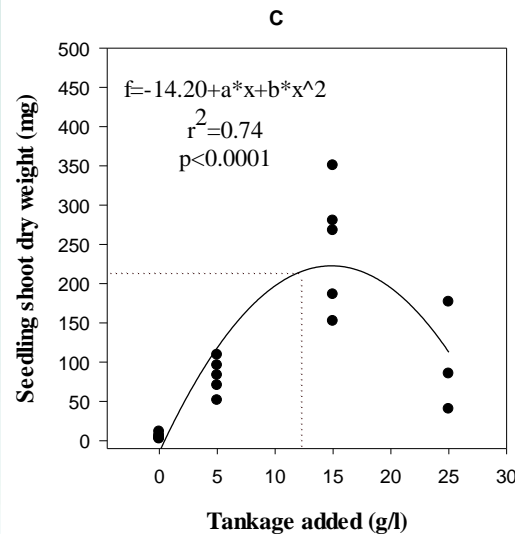 C
500
450
400
350
300
250
200
150
100
50
0
Seedling shoot dry weight (mg)
f=-14.20+a*x+b*x^2
r2=0.74
p<0.0001
0 5 10 15 20 25 30
Tankage added (g/l)